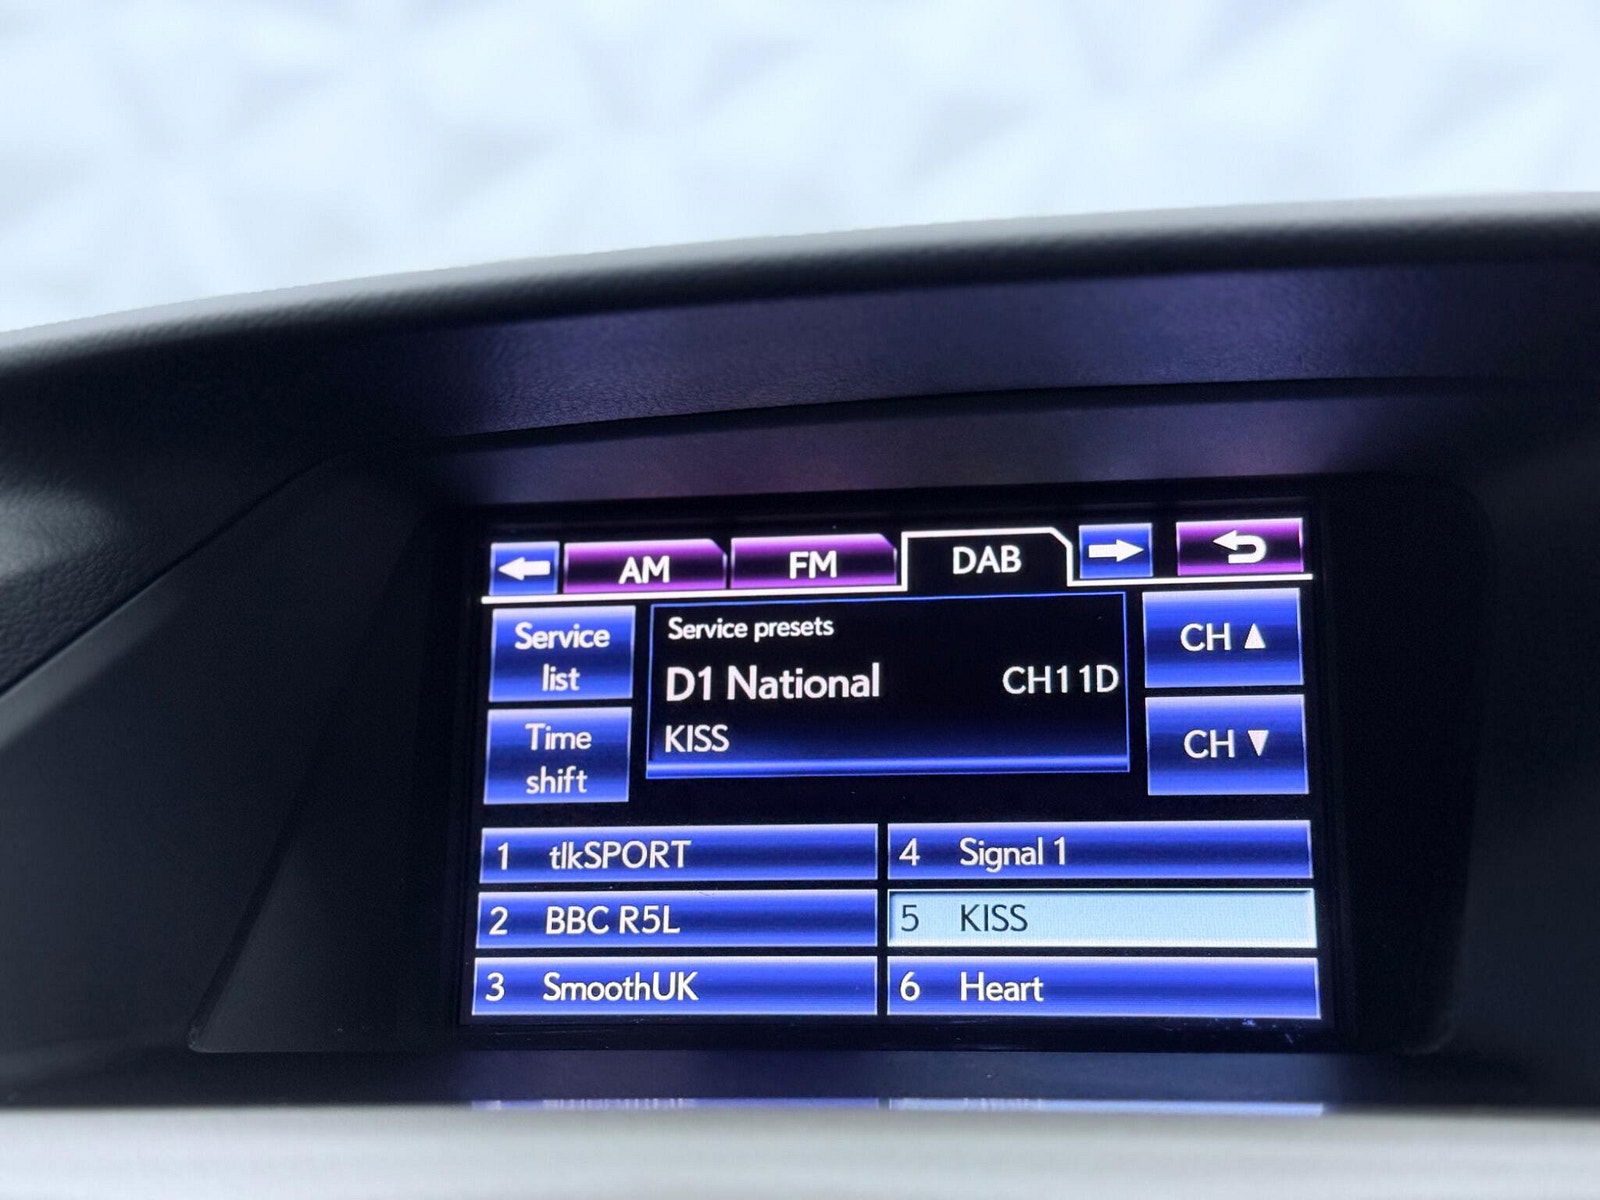 AM
FM
DAB
Service
list
Service presets
D1 National CH11D
KISS
Time
shift
CH ▲
CH ▼
1 tlkSPORT
2 BBC R5L
3 SmoothUK
4 Signal 1
5 KISS
6 Heart